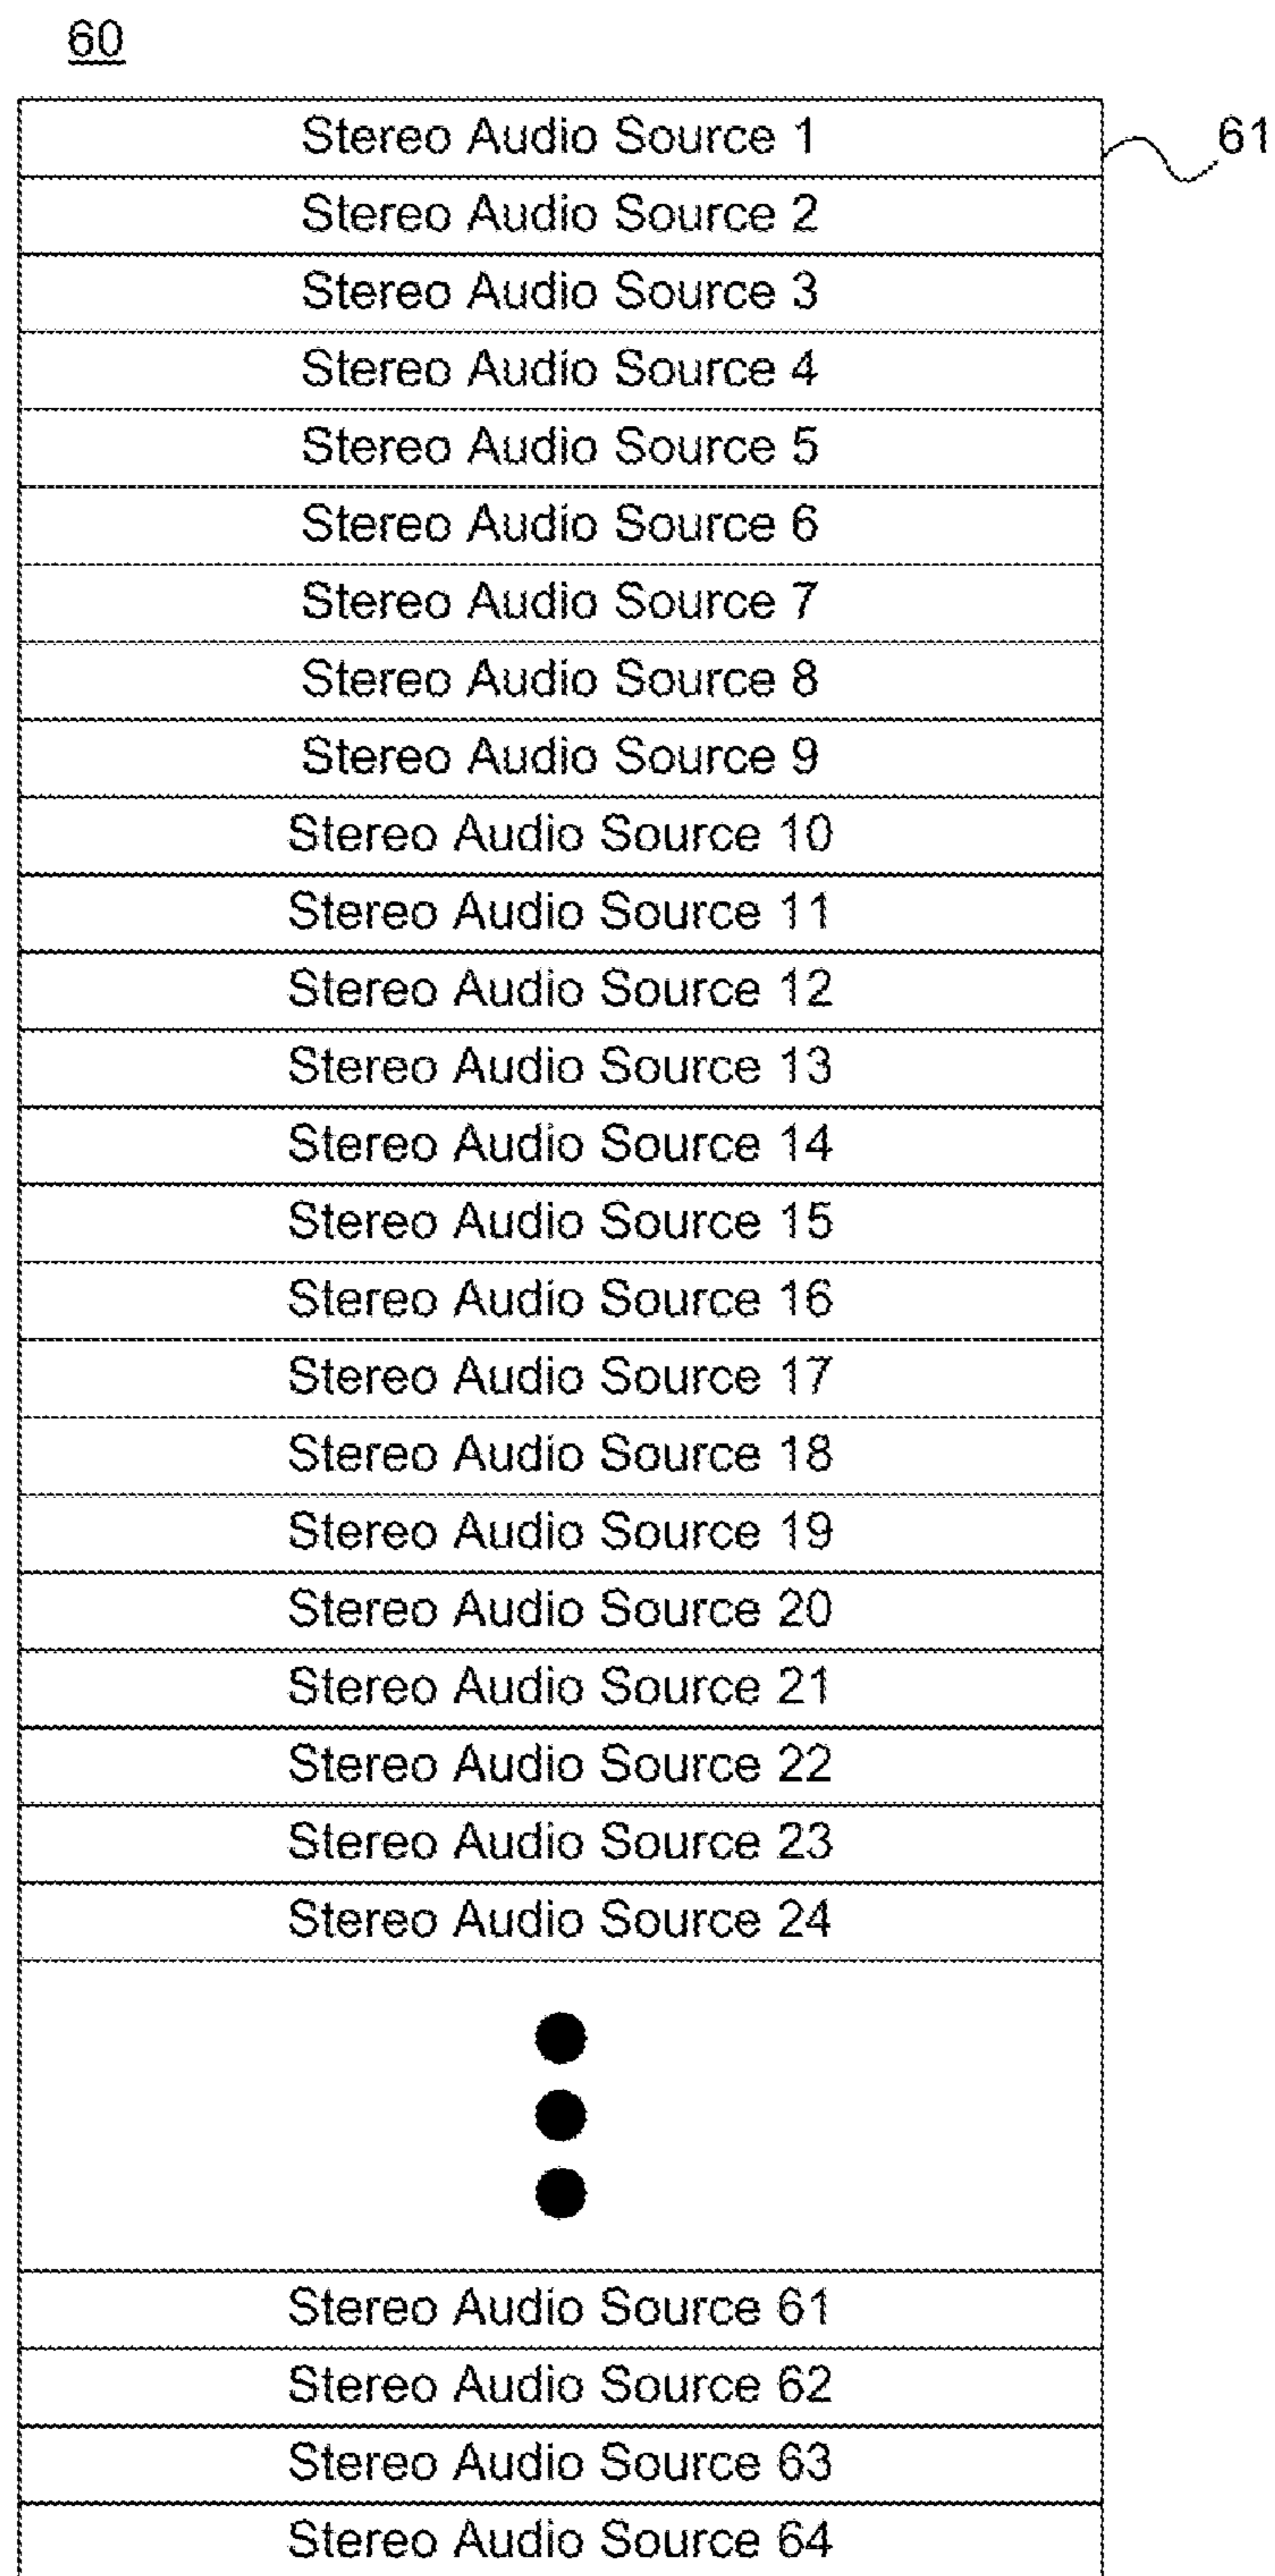 60
Stereo Audio Source 1
61
Stereo Audio Source 2
Stereo Audio Source 3
Stereo Audio Source 4
Stereo Audio Source 5
Stereo Audio Source 6
Stereo Audio Source 7
Stereo Audio Source 8
Stereo Audio Source 9
Stereo Audio Source 10
Stereo Audio Source 11
Stereo Audio Source 12
Stereo Audio Source 13
Stereo Audio Source 14
Stereo Audio Source 15
Stereo Audio Source 16
Stereo Audio Source 17
Stereo Audio Source 18
Stereo Audio Source 19
Stereo Audio Source 20
Stereo Audio Source 21
Stereo Audio Source 22
Stereo Audio Source 23
Stereo Audio Source 24
Stereo Audio Source 61
Stereo Audio Source 62
Stereo Audio Source 63
Stereo Audio Source 64